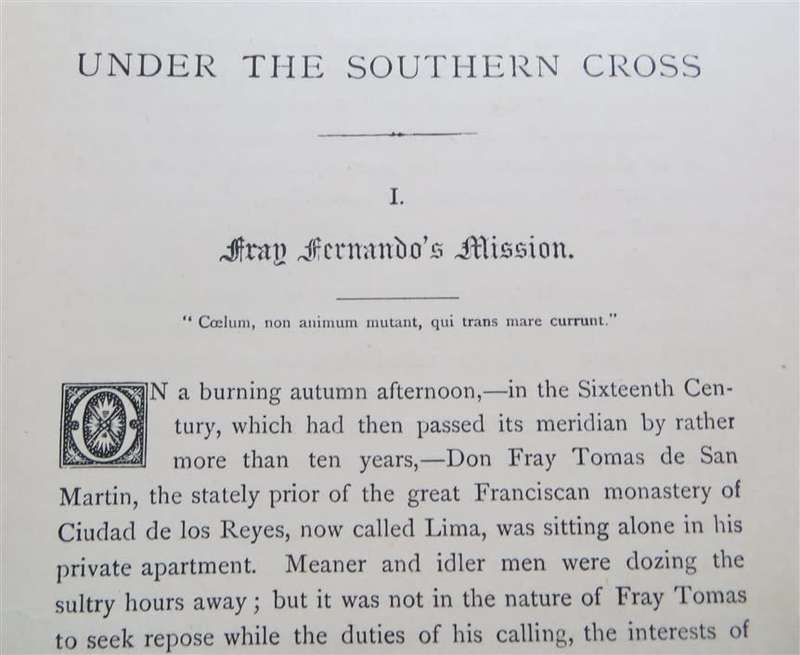 UNDER THE SOUTHERN CROSS
I.
Fray Fernando's Mission.
“ Cœlum, non animum mutant, qui trans mare currunt.”
ON a burning autumn afternoon,—in the Sixteenth Cen-
tury, which had then passed its meridian by rather
more than ten years,—Don Fray Tomas de San
Martin, the stately prior of the great Franciscan monastery of
Ciudad de los Reyes, now called Lima, was sitting alone in his
private apartment. Meaner and idler men were dozing the
sultry hours away ; but it was not in the nature of Fray Tomas
to seek repose while the duties of his calling, the interests of